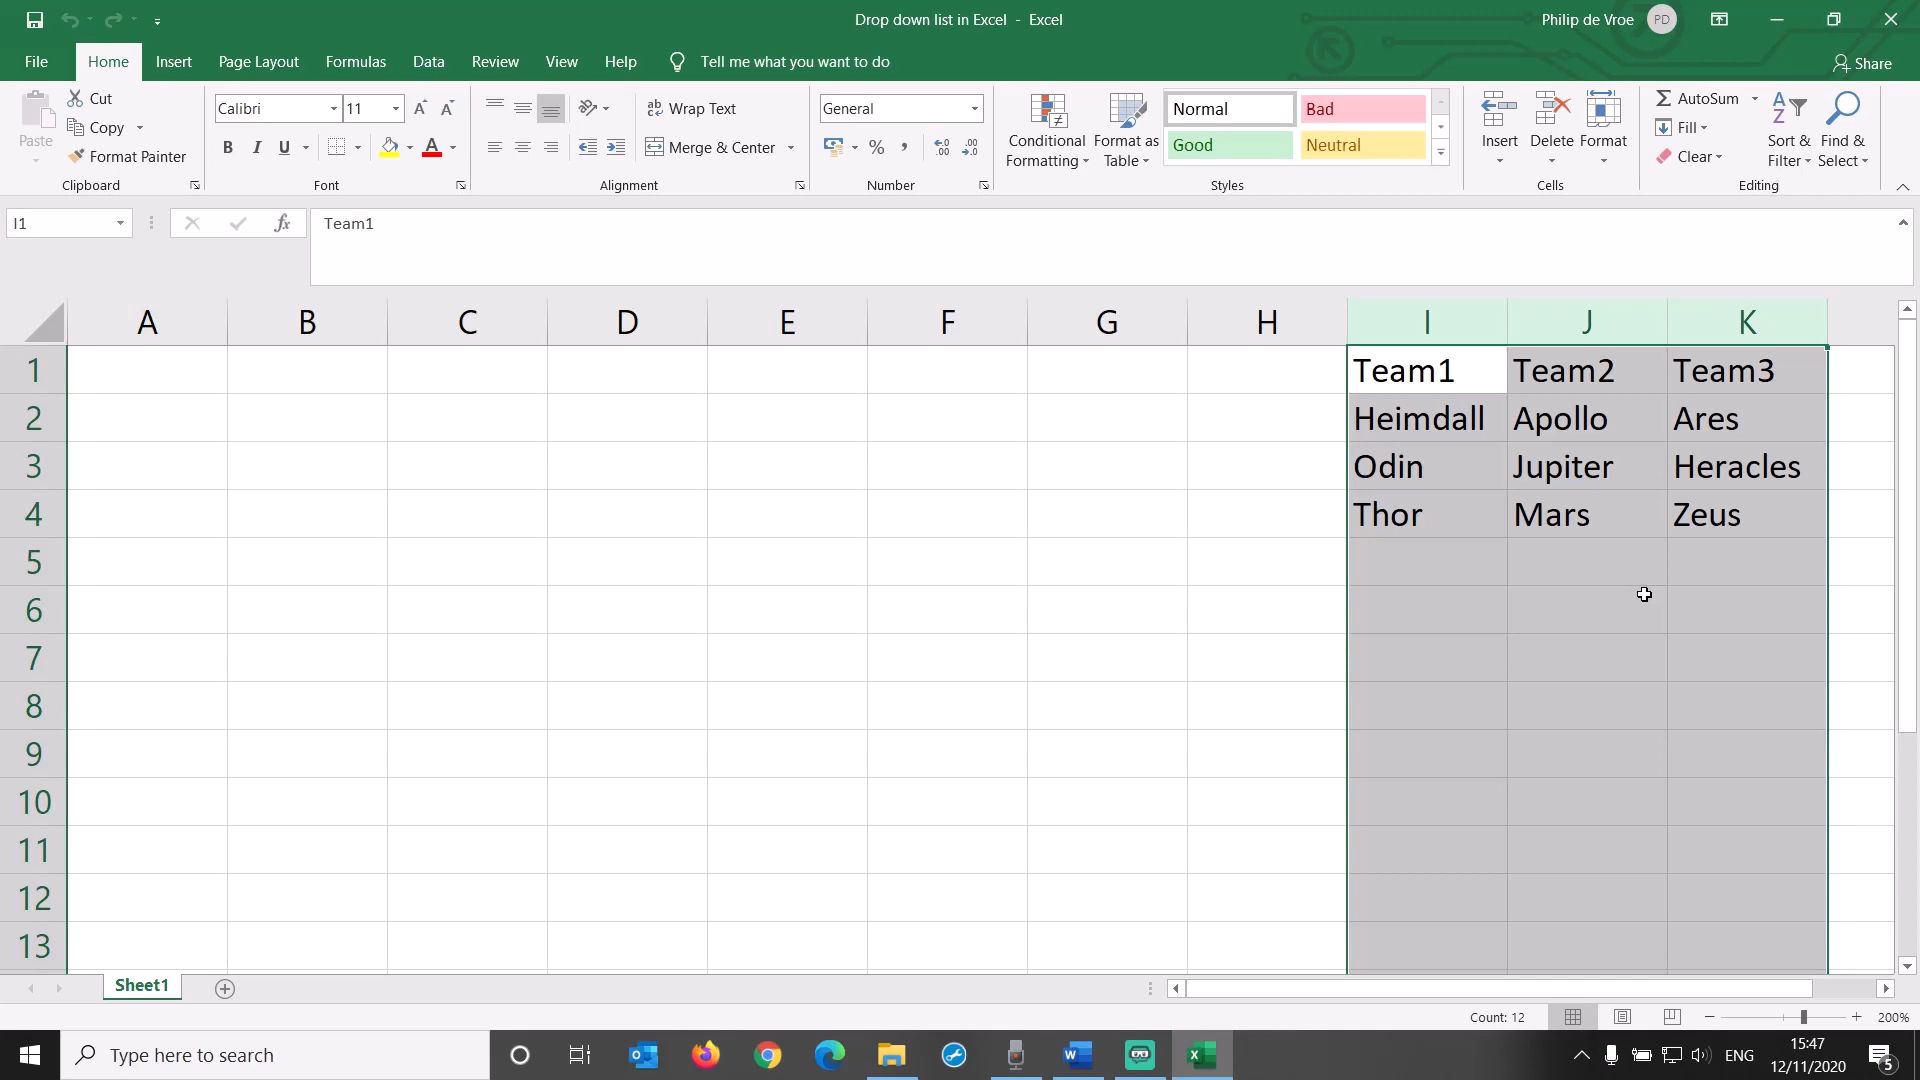 Drop down list in Excel - Excel
Philip de Vroe
PD
File Home Insert Page Layout Formulas Data Review View Help Tell me what you want to do
Share
Paste
Cut
Copy
Format Painter
Clipboard
Calibri 11
B I U
Font
Wrap Text
Merge & Center
Alignment
General
Number
Conditional Formatting
Format as Table
Normal Bad
Good Neutral
Styles
Insert Delete Format
Cells
AutoSum
Fill
Clear
Sort & Filter
Find & Select
Editing
I1 fx Team1
A B C D E F G H I J K
1 Team1 Team2 Team3
2 Heimdall Apollo Ares
3 Odin Jupiter Heracles
4 Thor Mars Zeus
5
6
7
8
9
10
11
12
13
Sheet1
Count: 12
200%
Type here to search
ENG
15:47
12/11/2020
5